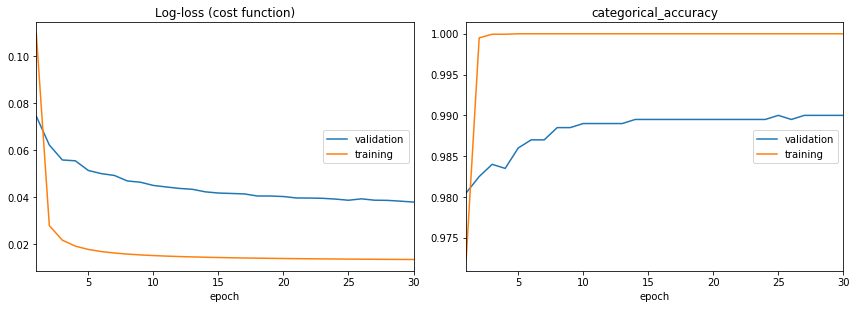 Log-loss (cost function)
0.10
0.08
0.06
0.04
0.02
validation
training
5
10
15
20
25
30
epoch
categorical_accuracy
1.000
0.995
0.990
0.985
0.980
0.975
validation
training
5
10
15
20
25
30
epoch